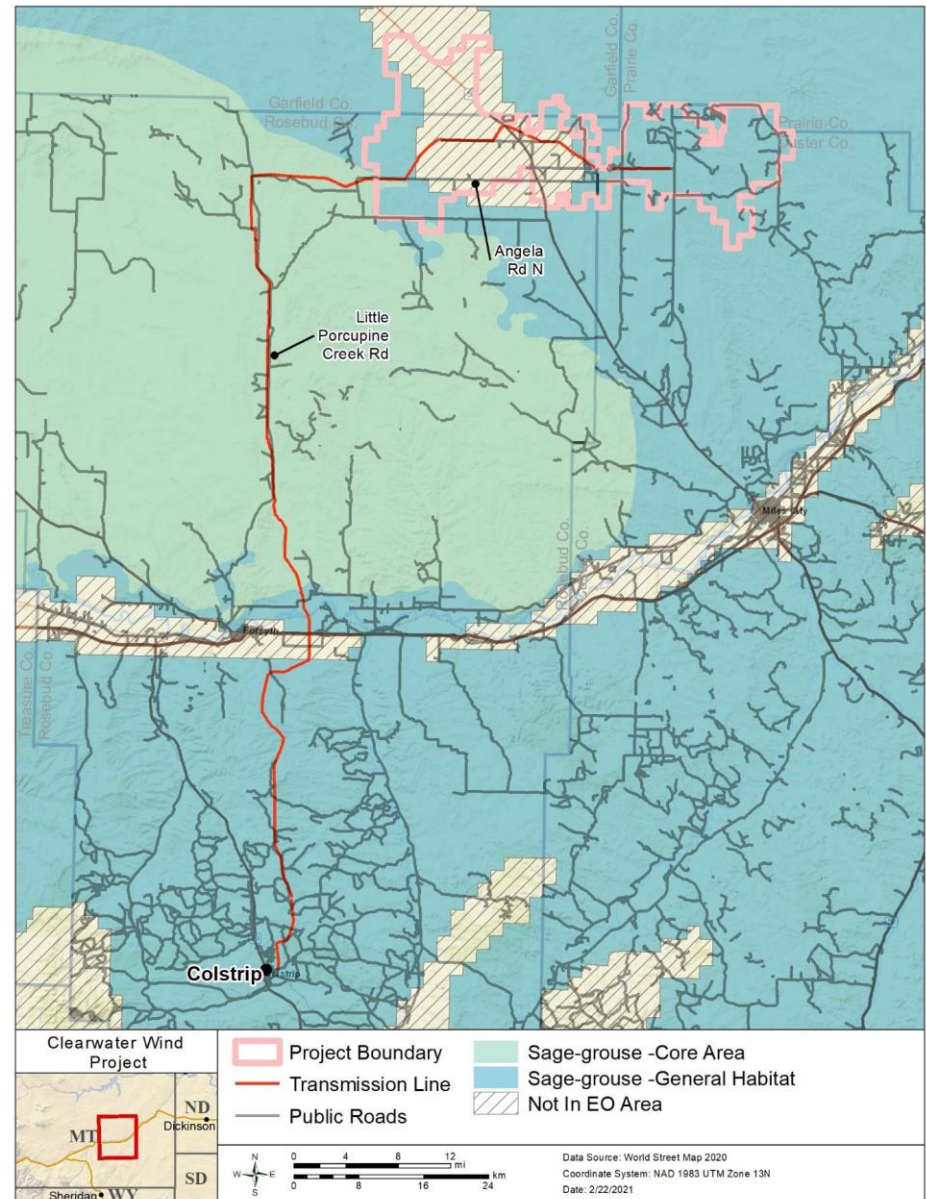 Garfield Co.
Prairie Co.
Garfield Co.
Rosebud Co.
Prairie Co.
Custer Co.
Angela
Rd N
Little
Porcupine
Creek Rd
Miles City
Rosebud Co.
Custer Co.
Forsyth
Treasure Co.
Rosebud Co.
Colstrip
Clearwater Wind
Project
ND
Dickinson
MT
SD
Sheridan
WY
Project Boundary
Transmission Line
Public Roads
Sage-grouse -Core Area
Sage-grouse -General Habitat
Not In EO Area
N
W
E
S
0 4 8 12
mi
km
0 8 16 24
Data Source: World Street Map 2020
Coordinate System: NAD 1983 UTM Zone 13N
Date: 2/22/2021